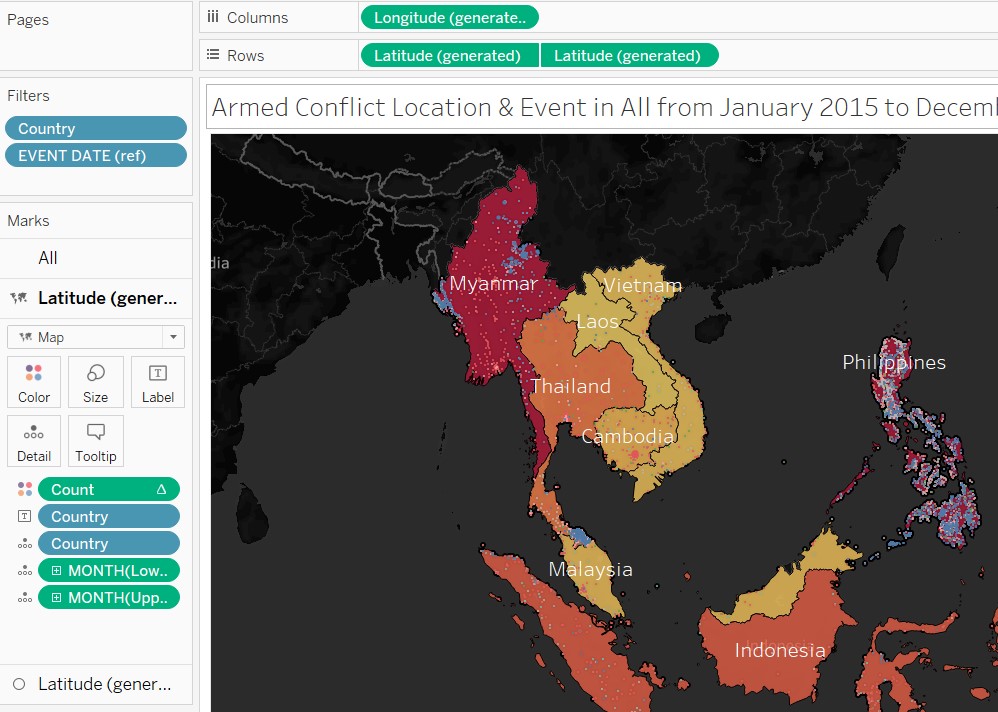 Pages
Columns
Longitude (generate..
Rows
Latitude (generated)
Latitude (generated)
Filters
Country
EVENT DATE (ref)
Marks
All
Latitude (gener...
Map
Color
Size
Label
Detail
Tooltip
Count
Country
Country
MONTH(Low..
MONTH(Upp..
Latitude (gener...
Armed Conflict Location & Event in All from January 2015 to Decem
dia
Myanmar
Vietnam
Laos
Thailand
Cambodia
Philippines
Malaysia
Indonesia
Indonesia